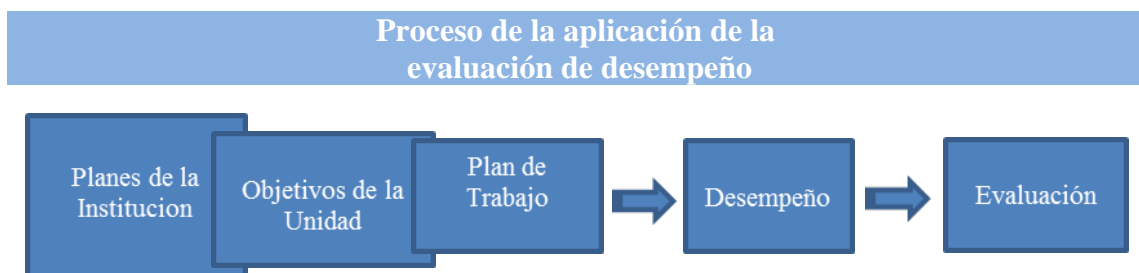 Proceso de la aplicación de la
evaluación de desempeño
Planes de la
Institucion
Objetivos de la
Unidad
Plan de
Trabajo
Desempeño
Evaluación